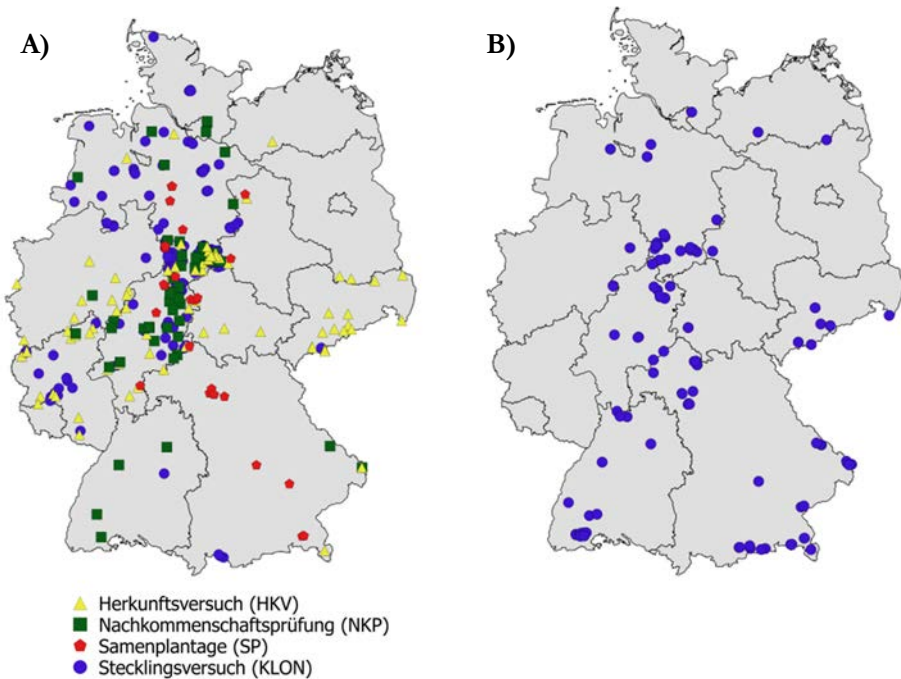 A)
B)
Herkunftsversuch (HKV)
Nachkommenschaftsprüfung (NKP)
Samenplantage (SP)
Stecklingsversuch (KLON)